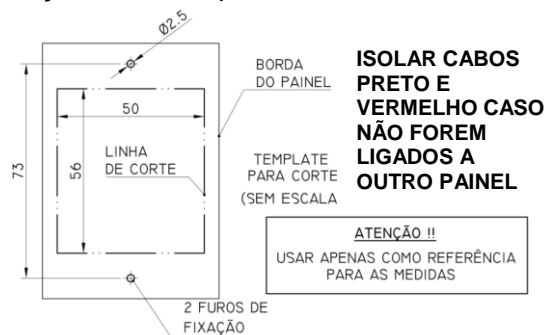 Ø2.5
BORDA
DO PAINEL
ISOLAR CABOS
PRETO E
VERMELHO CASO
NÃO FOREM
LIGADOS A
OUTRO PAINEL
50
73
56
LINHA
DE CORTE
TEMPLATE
PARA CORTE
(SEM ESCALA
ATENÇÃO !!
USAR APENAS COMO REFERÊNCIA
PARA AS MEDIDAS
2 FUROS DE
FIXAÇÃO